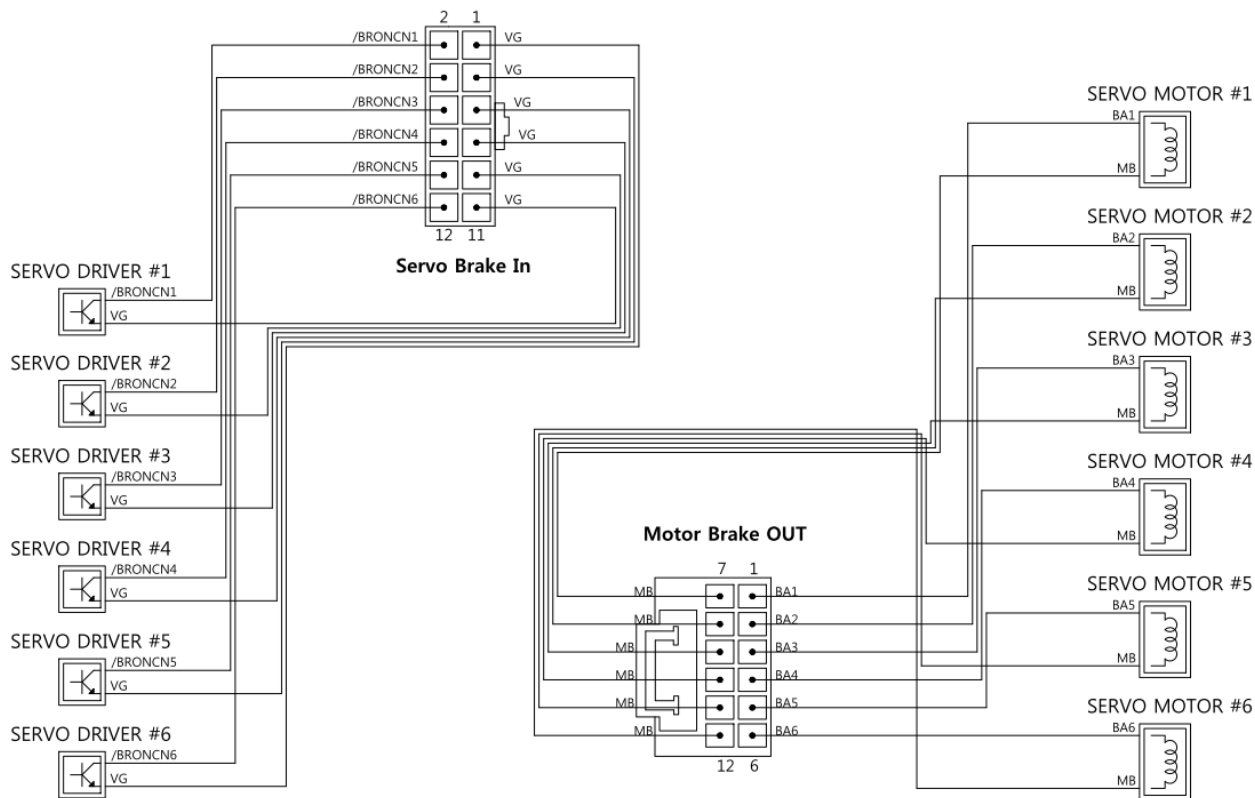 2 1
/BRONCN1 VG
/BRONCN2 VG
/BRONCN3 VG
/BRONCN4 VG
/BRONCN5 VG
/BRONCN6 VG
12 11
Servo Brake In
SERVO DRIVER #1
/BRONCN1
VG
SERVO DRIVER #2
/BRONCN2
VG
SERVO DRIVER #3
/BRONCN3
VG
SERVO DRIVER #4
/BRONCN4
VG
SERVO DRIVER #5
/BRONCN5
VG
SERVO DRIVER #6
/BRONCN6
VG
Motor Brake OUT
7 1
MB BA1
MB BA2
MB BA3
MB BA4
MB BA5
MB BA6
12 6
SERVO MOTOR #1
BA1
MB
SERVO MOTOR #2
BA2
MB
SERVO MOTOR #3
BA3
MB
SERVO MOTOR #4
BA4
MB
SERVO MOTOR #5
BA5
MB
SERVO MOTOR #6
BA6
MB